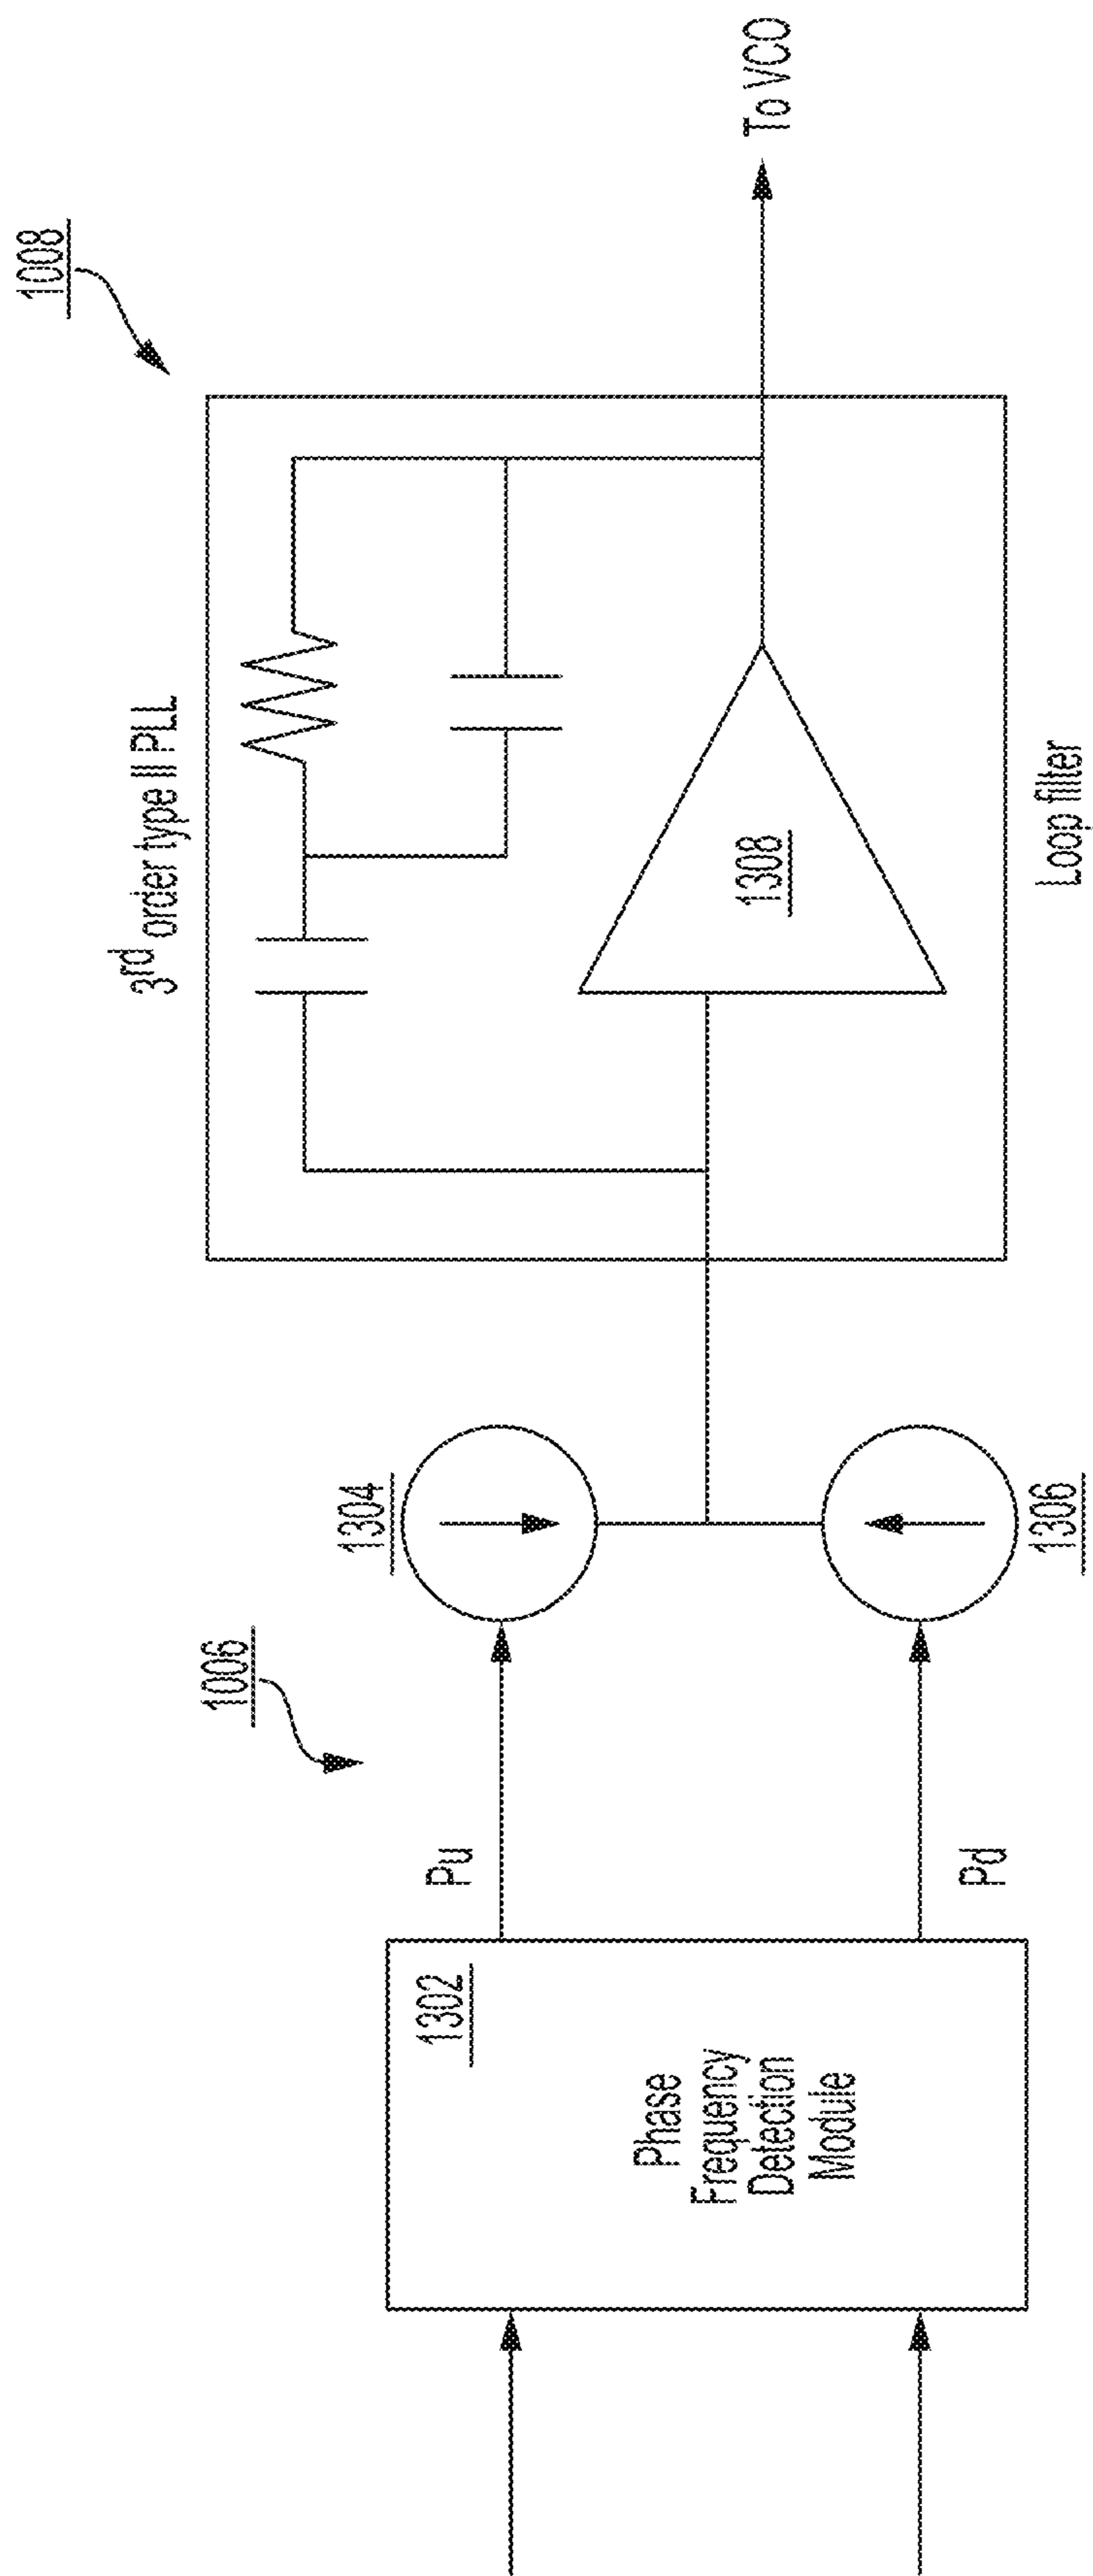 1008
3rd order type II PLL
To VCO
1308
Loop filter
1304
1306
1006
Pu
Pd
1302
Phase
Frequency
Detection
Module